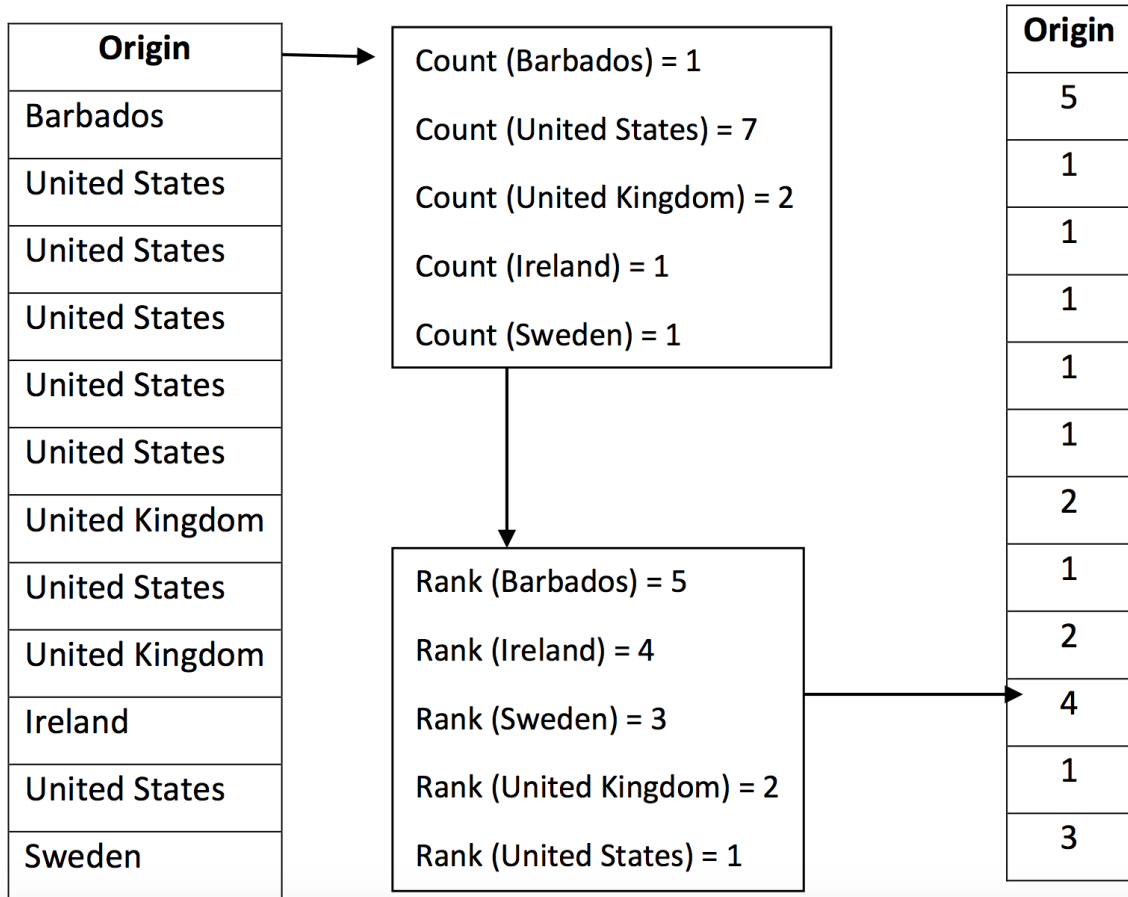 Origin
Barbados
United States
United States
United States
United States
United States
United Kingdom
United States
United Kingdom
Ireland
United States
Sweden
Count (Barbados) = 1
Count (United States) = 7
Count (United Kingdom) = 2
Count (Ireland) = 1
Count (Sweden) = 1
Rank (Barbados) = 5
Rank (Ireland) = 4
Rank (Sweden) = 3
Rank (United Kingdom) = 2
Rank (United States) = 1
Origin
5
1
1
1
1
1
2
1
2
4
1
3